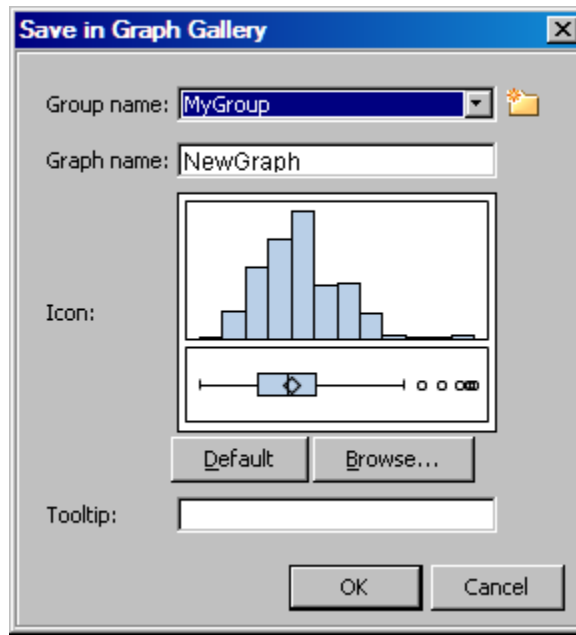 Save in Graph Gallery
Group name: MyGroup
Graph name: NewGraph
Icon:
Default Browse...
Tooltip:
OK Cancel